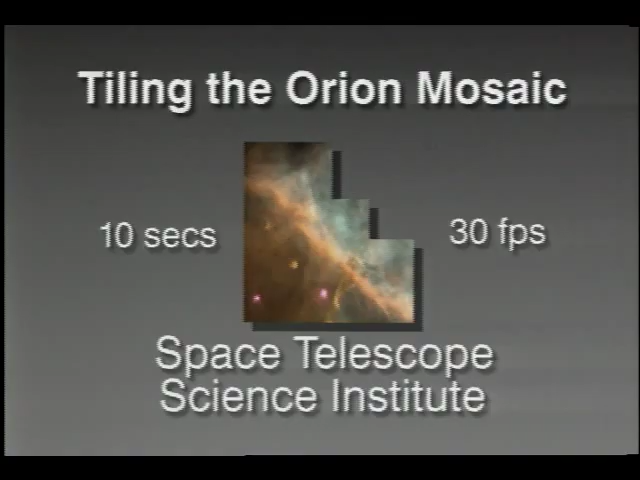 Tiling the Orion Mosaic
10 secs
30 fps
Space Telescope
Science Institute